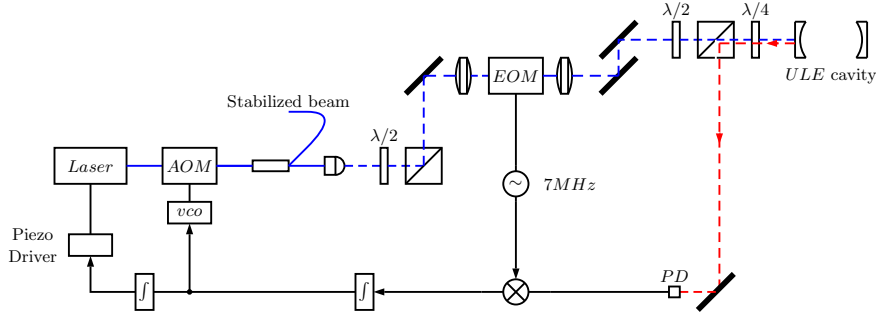 λ/2
λ/4
ULE cavity
EOM
Stabilized beam
λ/2
Laser
AOM
~
7MHz
vco
Piezo
Driver
PD
∫
∫